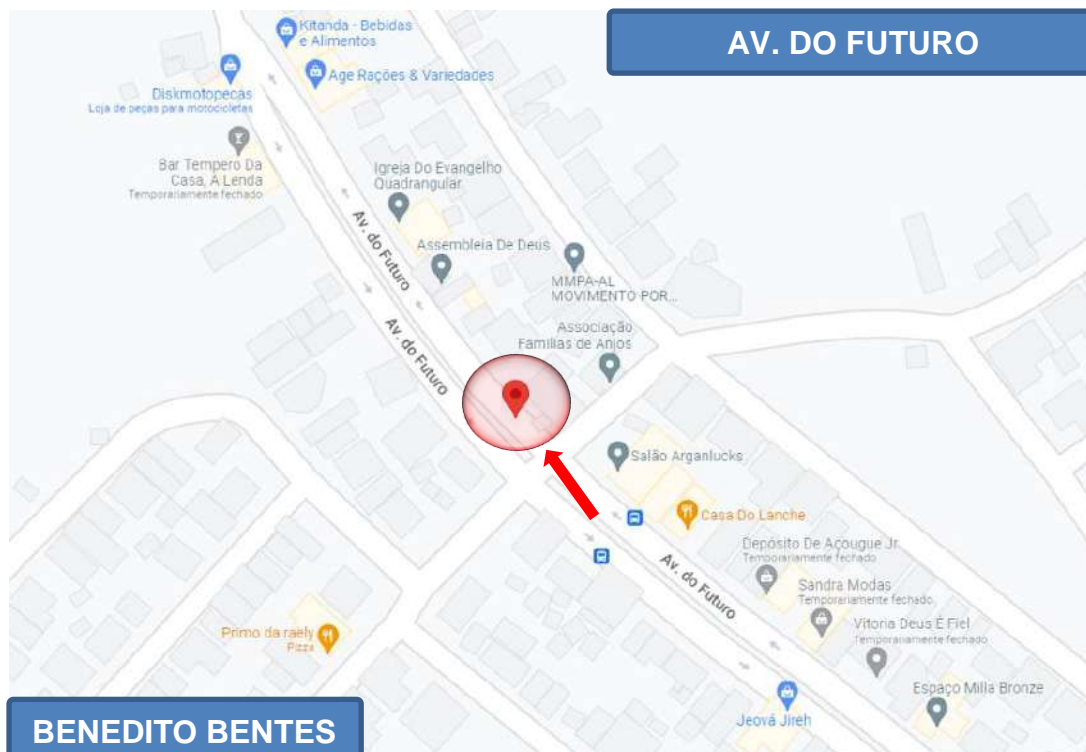 AV. DO FUTURO
Kitanda - Bebidas
e Alimentos
Age Rações & Variedades
Diskmotopecas
Loja de peças para motocicletas
Bar Tempero Da
Casa, A Lenda
Temporariamente fechado
Igreja Do Evangelho
Quadrangular
Av. do Futuro
Assembleia De Deus
MMPA-AL
MOVIMENTO POR...
Av. do Futuro
Associação
Famílias de Anjos
Salão Arganlucks
Casa Do Lanche
Depósito De Açougue Jr
Temporariamente fechado
Av. do Futuro
Sandra Modas
Temporariamente fechado
Vitoria Deus É Fiel
Temporariamente fechado
Primo da raely
Pizza
Espaço Milla Bronze
Jeová Jireh
BENEDITO BENTES